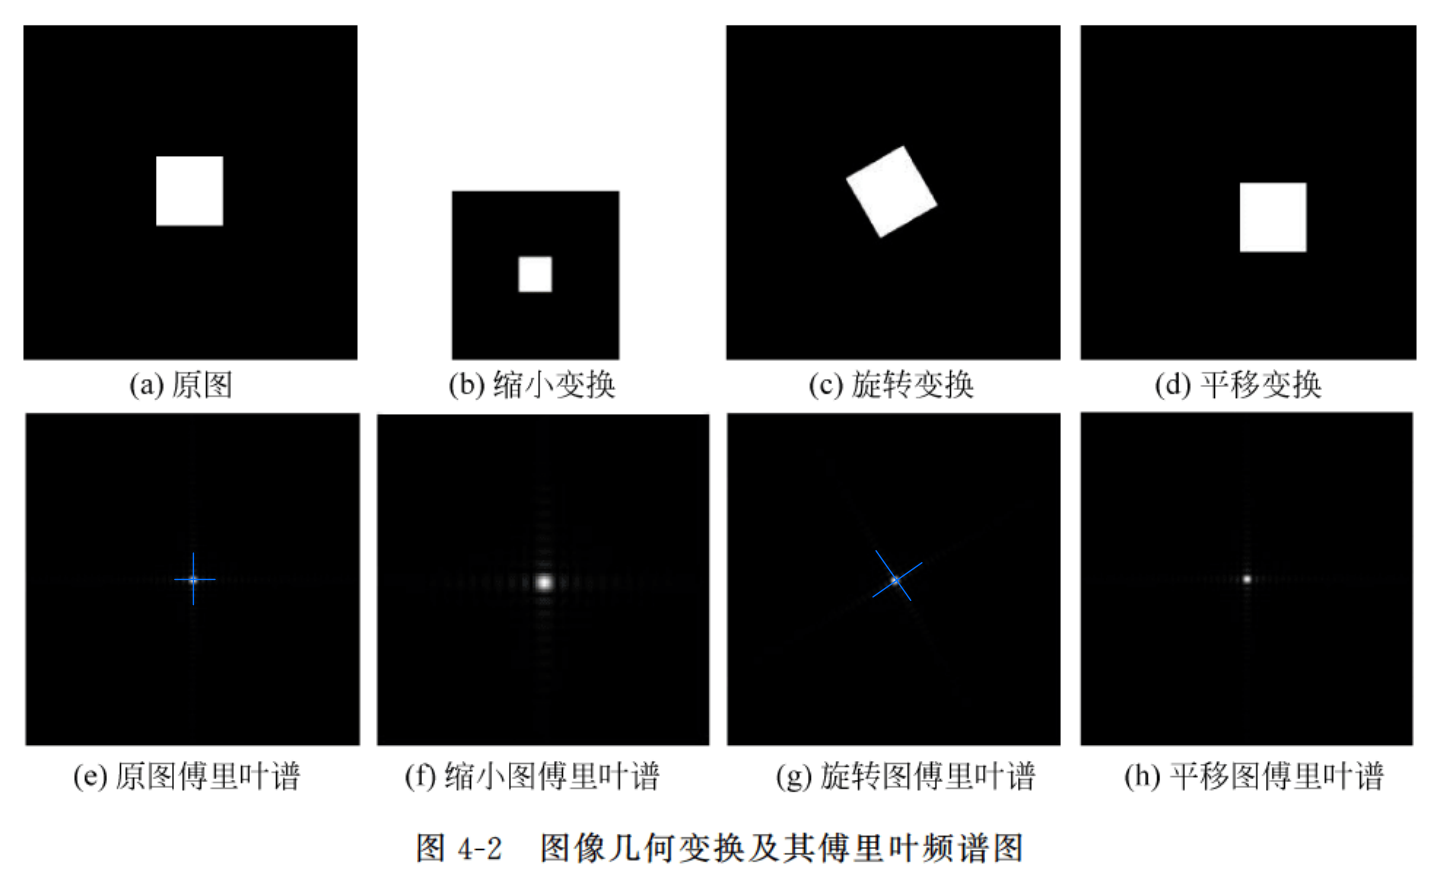 (a) 原图 (b) 缩小变换 (c) 旋转变换 (d) 平移变换
(e) 原图傅里叶谱 (f) 缩小图傅里叶谱 (g) 旋转图傅里叶谱 (h) 平移图傅里叶谱
图 4-2 图像几何变换及其傅里叶频谱图